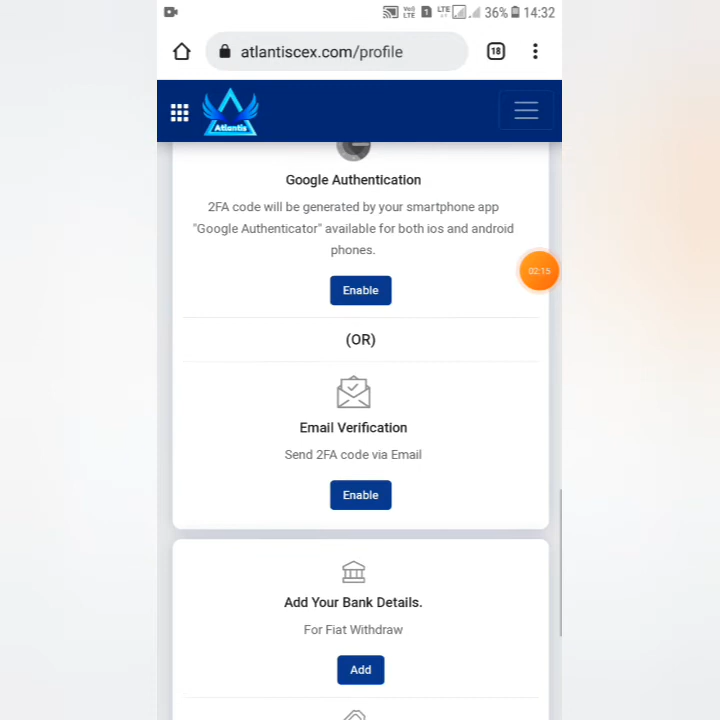 36% 14:32
atlantiscex.com/profile
18
Atlantis
Google Authentication
2FA code will be generated by your smartphone app
"Google Authenticator" available for both ios and android
phones.
02:15
Enable
(OR)
Email Verification
Send 2FA code via Email
Enable
Add Your Bank Details.
For Fiat Withdraw
Add